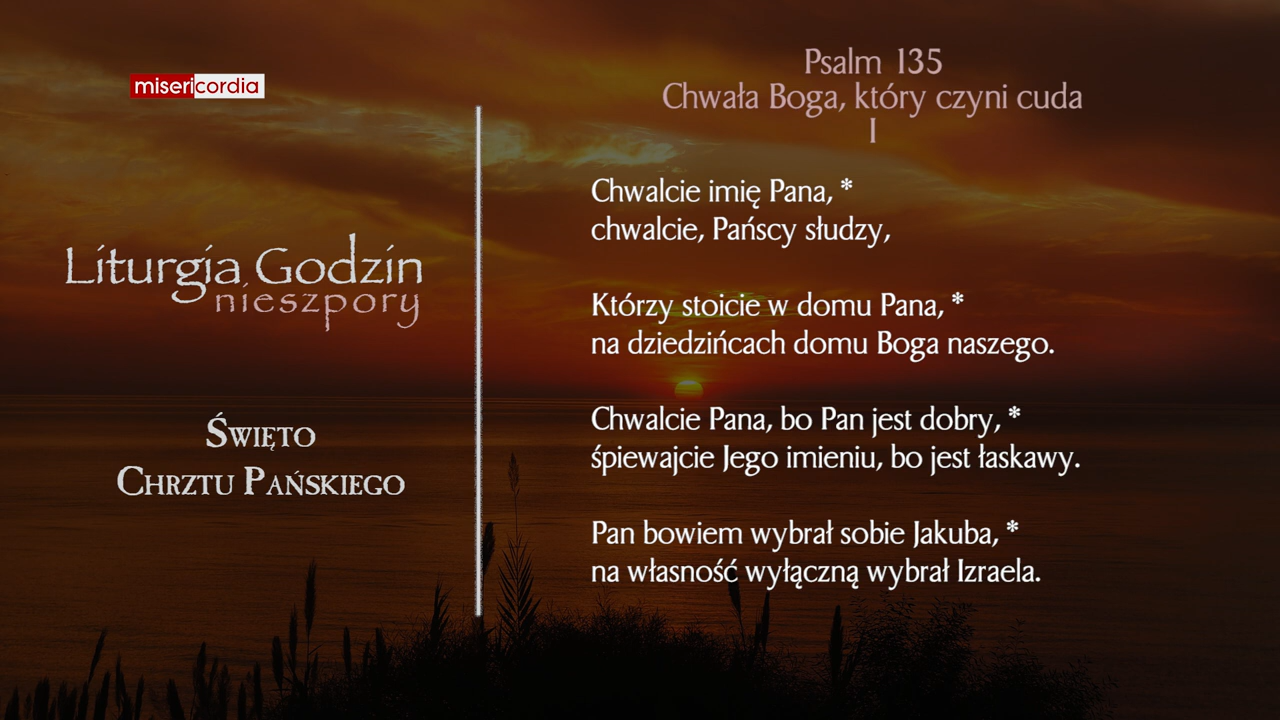 misericordia
Liturgia Godzin
nieszpory
Święto
Chrztu Pańskiego
Psalm 135
Chwała Boga, który czyni cuda
I
Chwalcie imię Pana, *
chwalcie, Pańscy słudzy,
Którzy stoicie w domu Pana, *
na dziedzińcach domu Boga naszego.
Chwalcie Pana, bo Pan jest dobry, *
śpiewajcie Jego imieniu, bo jest łaskawy.
Pan bowiem wybrał sobie Jakuba, *
na własność wyłączną wybrał Izraela.